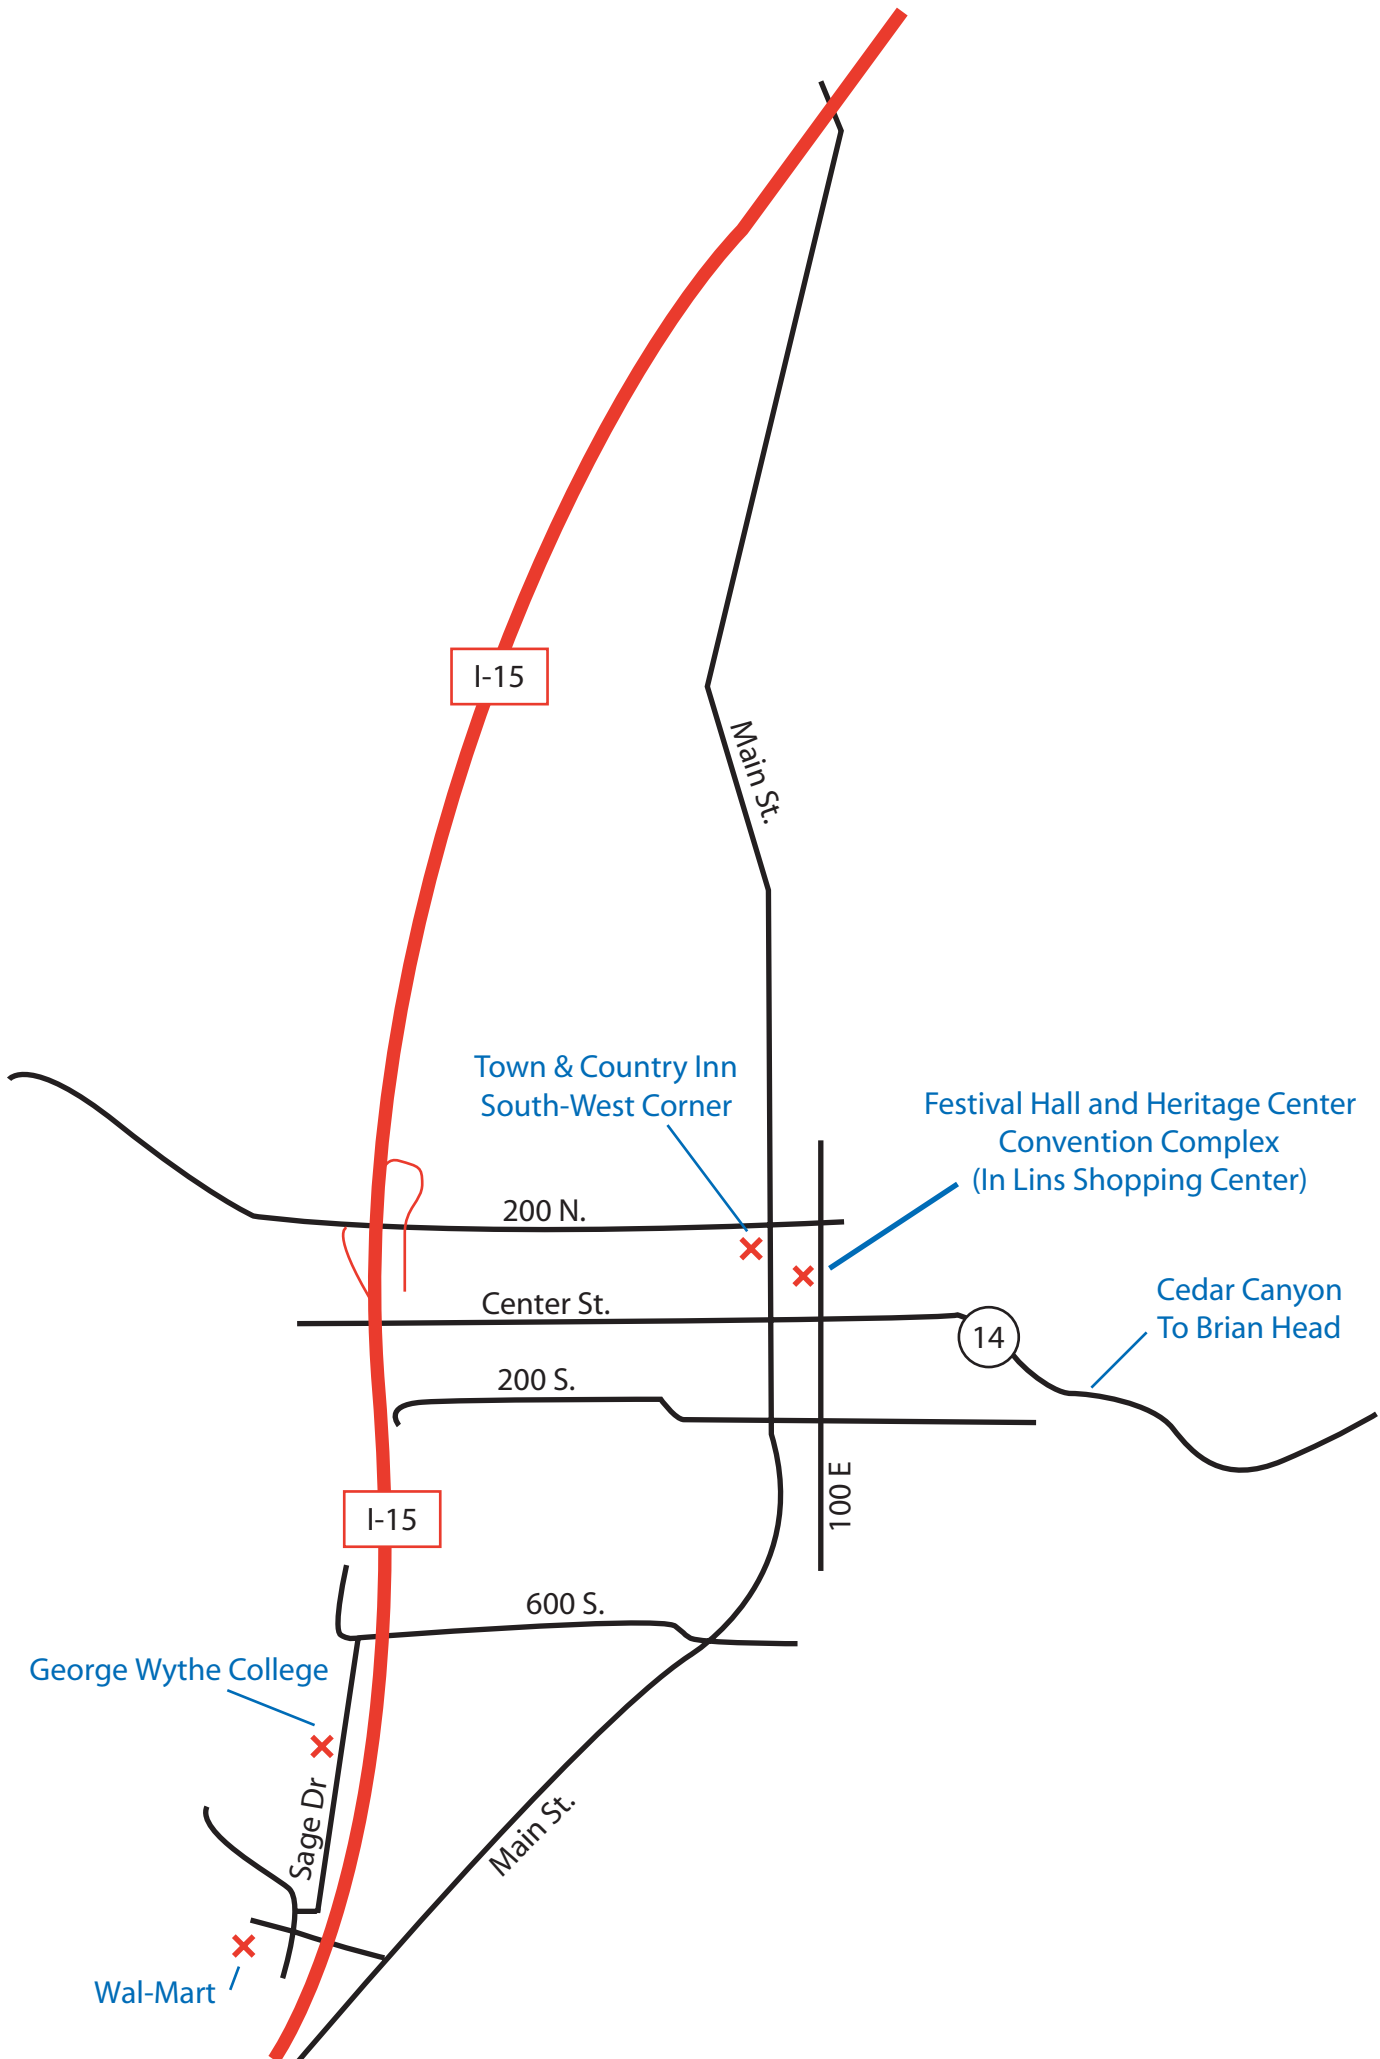 I-15
Main St.
Town & Country Inn
South-West Corner
Festival Hall and Heritage Center
Convention Complex
(In Lins Shopping Center)
200 N.
Center St.
Cedar Canyon
To Brian Head
14
200 S.
100 E
I-15
600 S.
George Wythe College
Sage Dr
Main St.
Wal-Mart